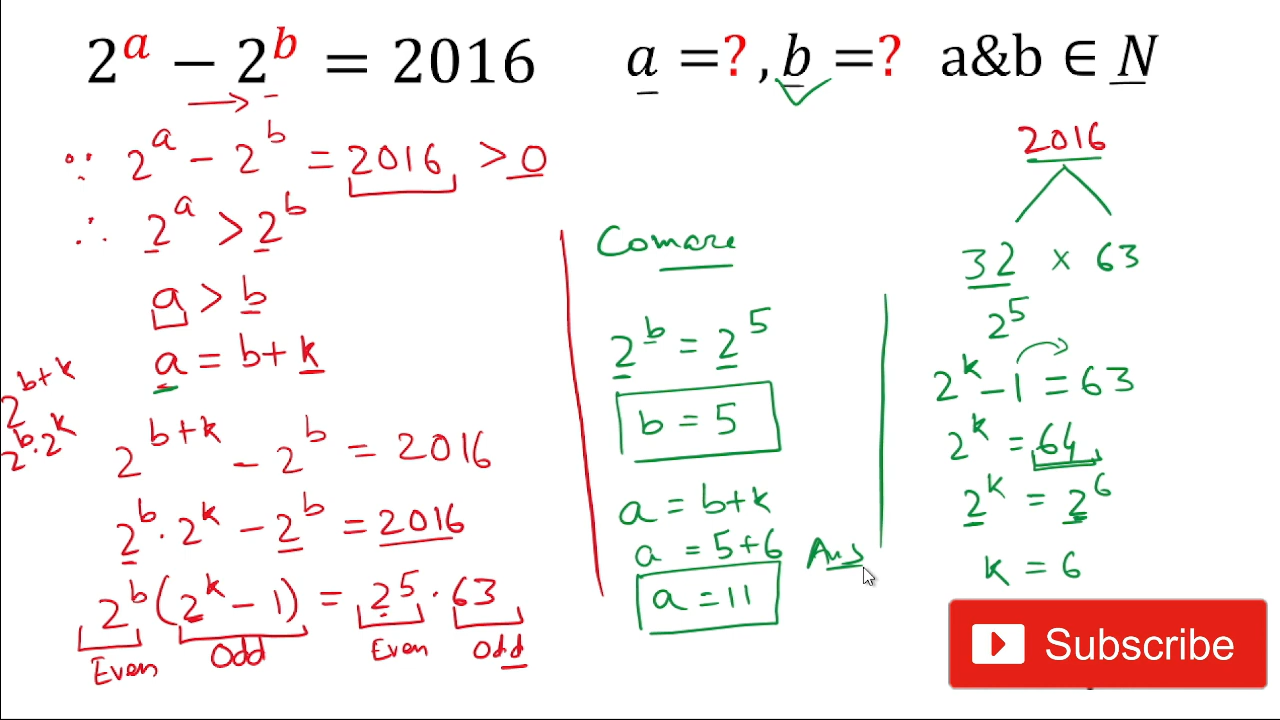 2^a − 2^b = 2016 a =? , b =? a&b ∈ N
∵ 2^a − 2^b = 2016 > 0
∴ 2^a > 2^b
a > b
a = b+k
2^{b+k}
2^b · 2^k
2^{b+k} − 2^b = 2016
2^b · 2^k − 2^b = 2016
2^b (2^k − 1) = 2^5 · 63
Even Odd Even Odd
Comare
2^b = 2^5
b = 5
a = b+k
a = 5+6
a = 11
Ans
2016
32 × 63
2^5
2^k − 1 = 63
2^k = 64
2^k = 2^6
k = 6
Subscribe